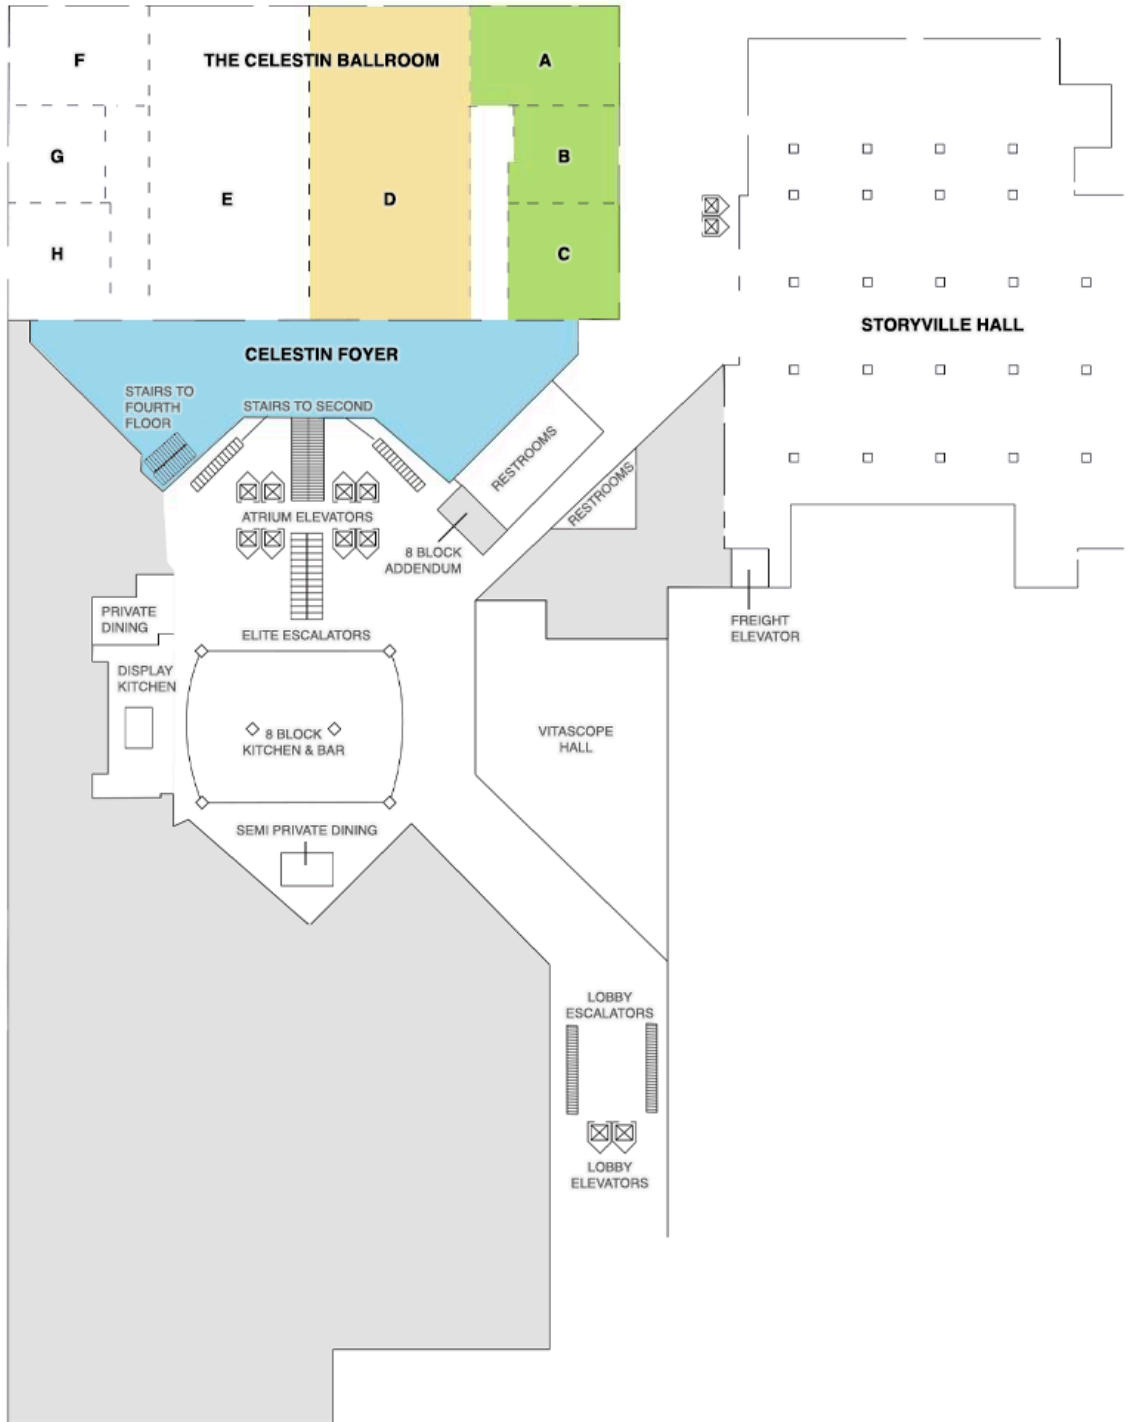 F
THE CELESTIN BALLROOM
A
G
B
E
D
H
C
STORYVILLE HALL
CELESTIN FOYER
STAIRS TO
FOURTH
FLOOR
STAIRS TO SECOND
RESTROOMS
RESTROOMS
ATRIUM ELEVATORS
8 BLOCK
ADDENDUM
PRIVATE
DINING
ELITE ESCALATORS
FREIGHT
ELEVATOR
DISPLAY
KITCHEN
8 BLOCK
KITCHEN & BAR
VITASCOPE
HALL
SEMI PRIVATE DINING
LOBBY
ESCALATORS
LOBBY
ELEVATORS